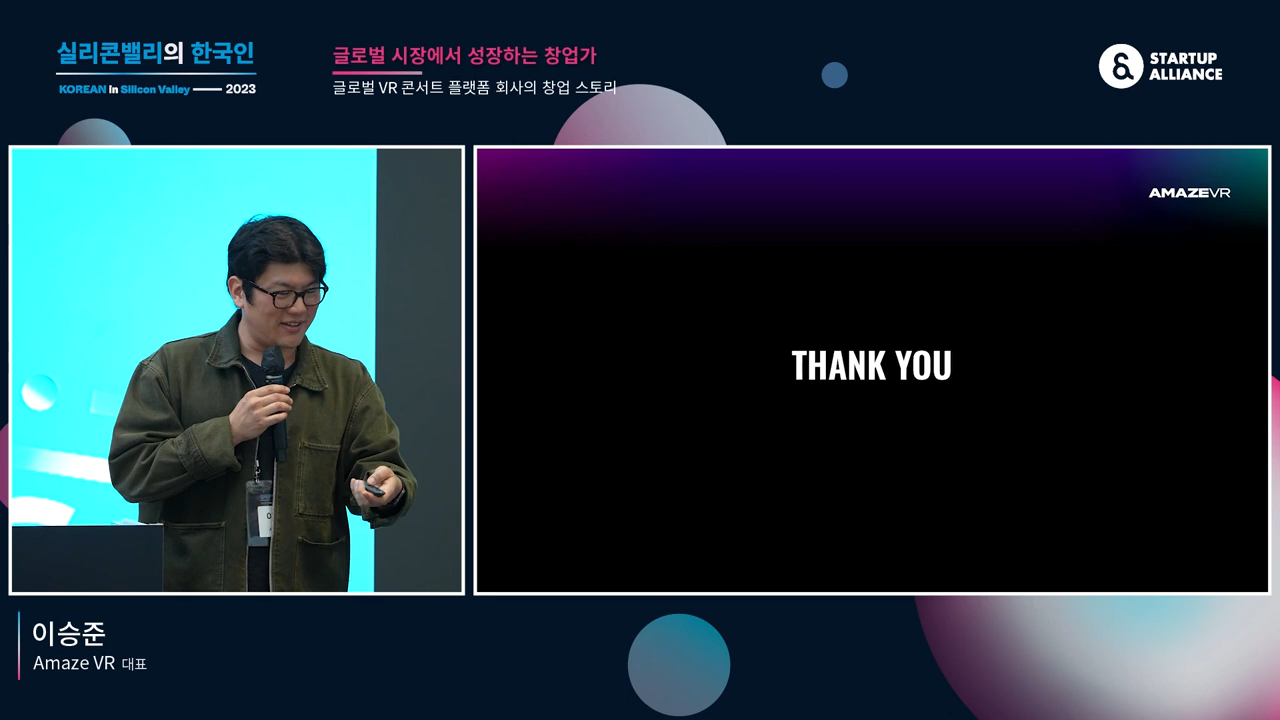 실리콘밸리의 한국인
KOREAN in Silicon Valley 2023
글로벌 시장에서 성장하는 창업가
글로벌 VR 콘서트 플랫폼 회사의 창업 스토리
STARTUP
ALLIANCE
AMAZEVR
THANK YOU
이승준
Amaze VR 대표